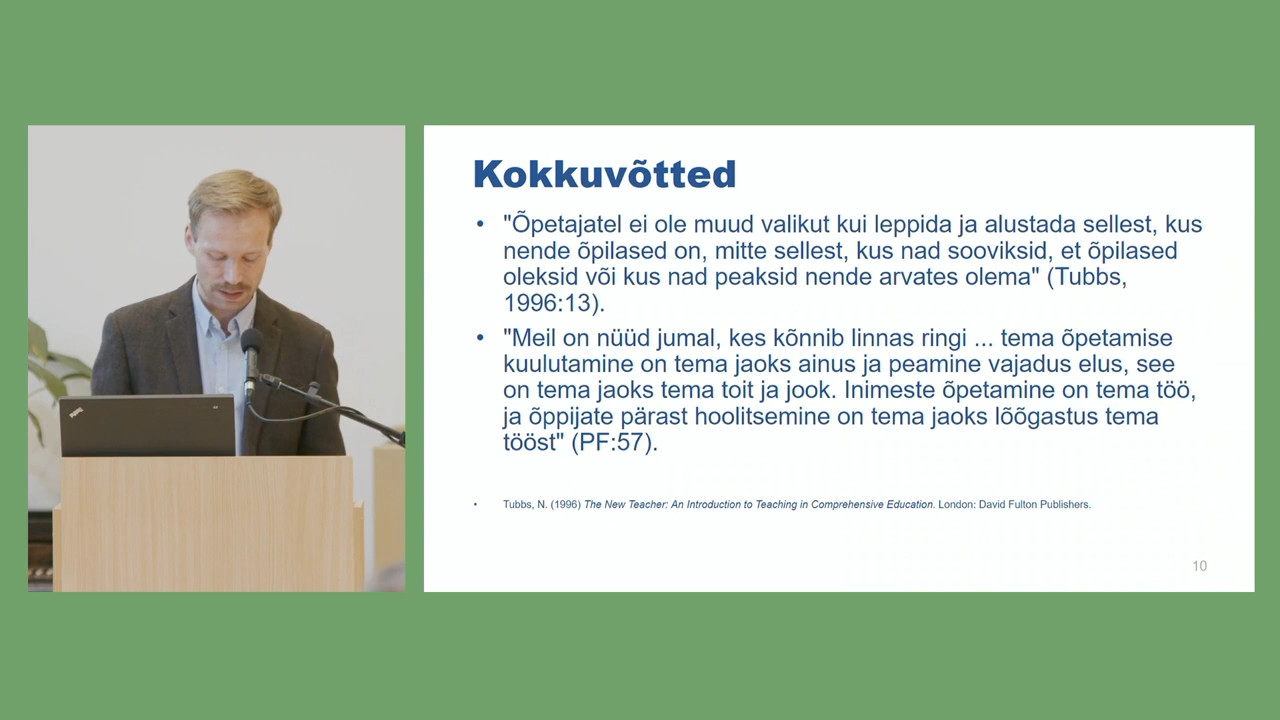 Kokkuvõtted
• "Õpetajatel ei ole muud valikut kui leppida ja alustada sellest, kus
nende õpilased on, mitte sellest, kus nad sooviksid, et õpilased
oleksid või kus nad peaksid nende arvates olema" (Tubbs,
1996:13).
• "Meil on nüüd jumal, kes kõnnib linnas ringi ... tema õpetamise
kuulutamine on tema jaoks ainus ja peamine vajadus elus, see
on tema jaoks tema toit ja jook. Inimeste õpetamine on tema töö,
ja õppijate pärast hoolitsemine on tema jaoks lõõgastus tema
tööst" (PF:57).
• Tubbs, N. (1996) The New Teacher: An Introduction to Teaching in Comprehensive Education. London: David Fulton Publishers.
10